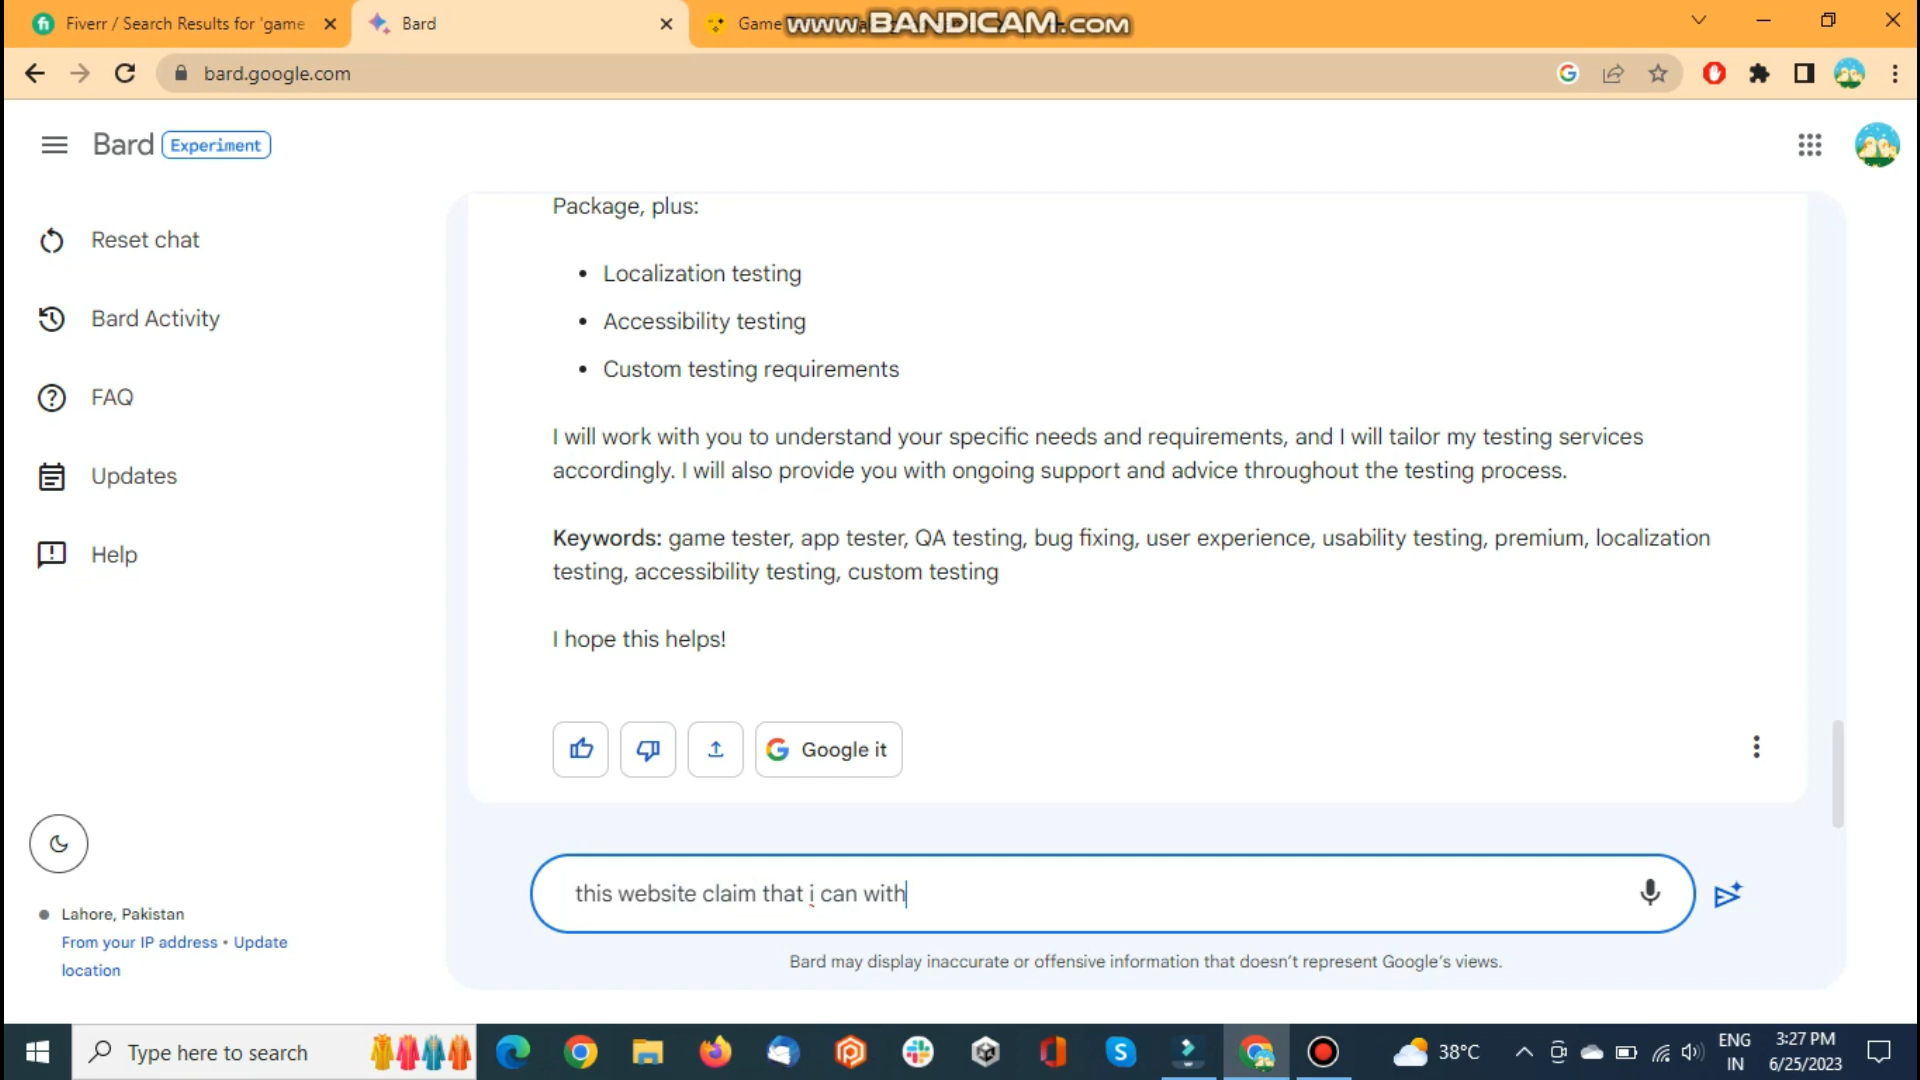 Fiverr / Search Results for 'game
Bard
Game
www.BANDICAM.com
bard.google.com
Bard
Experiment
Reset chat
Bard Activity
FAQ
Updates
Help
Lahore, Pakistan
From your IP address • Update
location
Package, plus:
• Localization testing
• Accessibility testing
• Custom testing requirements
I will work with you to understand your specific needs and requirements, and I will tailor my testing services
accordingly. I will also provide you with ongoing support and advice throughout the testing process.
Keywords: game tester, app tester, QA testing, bug fixing, user experience, usability testing, premium, localization
testing, accessibility testing, custom testing
I hope this helps!
Google it
this website claim that i can with
Bard may display inaccurate or offensive information that doesn't represent Google's views.
Type here to search
38°C
ENG
IN
3:27 PM
6/25/2023